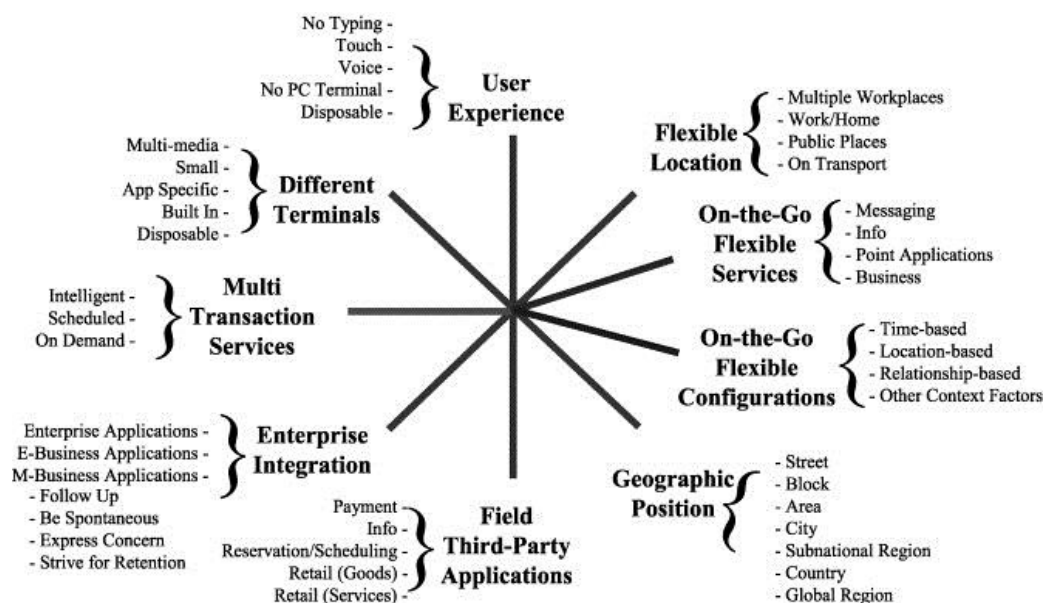 No Typing -
Touch -
Voice -
No PC Terminal -
Disposable -
User
Experience
- Multiple Workplaces
- Work/Home
- Public Places
- On Transport
Flexible
Location
Multi-media -
Small -
App Specific -
Built In -
Disposable -
Different
Terminals
On-the-Go
Flexible
Services
- Messaging
- Info
- Point Applications
- Business
Intelligent -
Scheduled -
On Demand -
Multi
Transaction
Services
On-the-Go
Flexible
Configurations
- Time-based
- Location-based
- Relationship-based
- Other Context Factors
Enterprise Applications -
E-Business Applications -
M-Business Applications -
- Follow Up
- Be Spontaneous
- Express Concern
- Strive for Retention
Enterprise
Integration
Payment -
Info -
Reservation/Scheduling -
Retail (Goods) -
Retail (Services) -
Field
Third-Party
Applications
Geographic
Position
- Street
- Block
- Area
- City
- Subnational Region
- Country
- Global Region